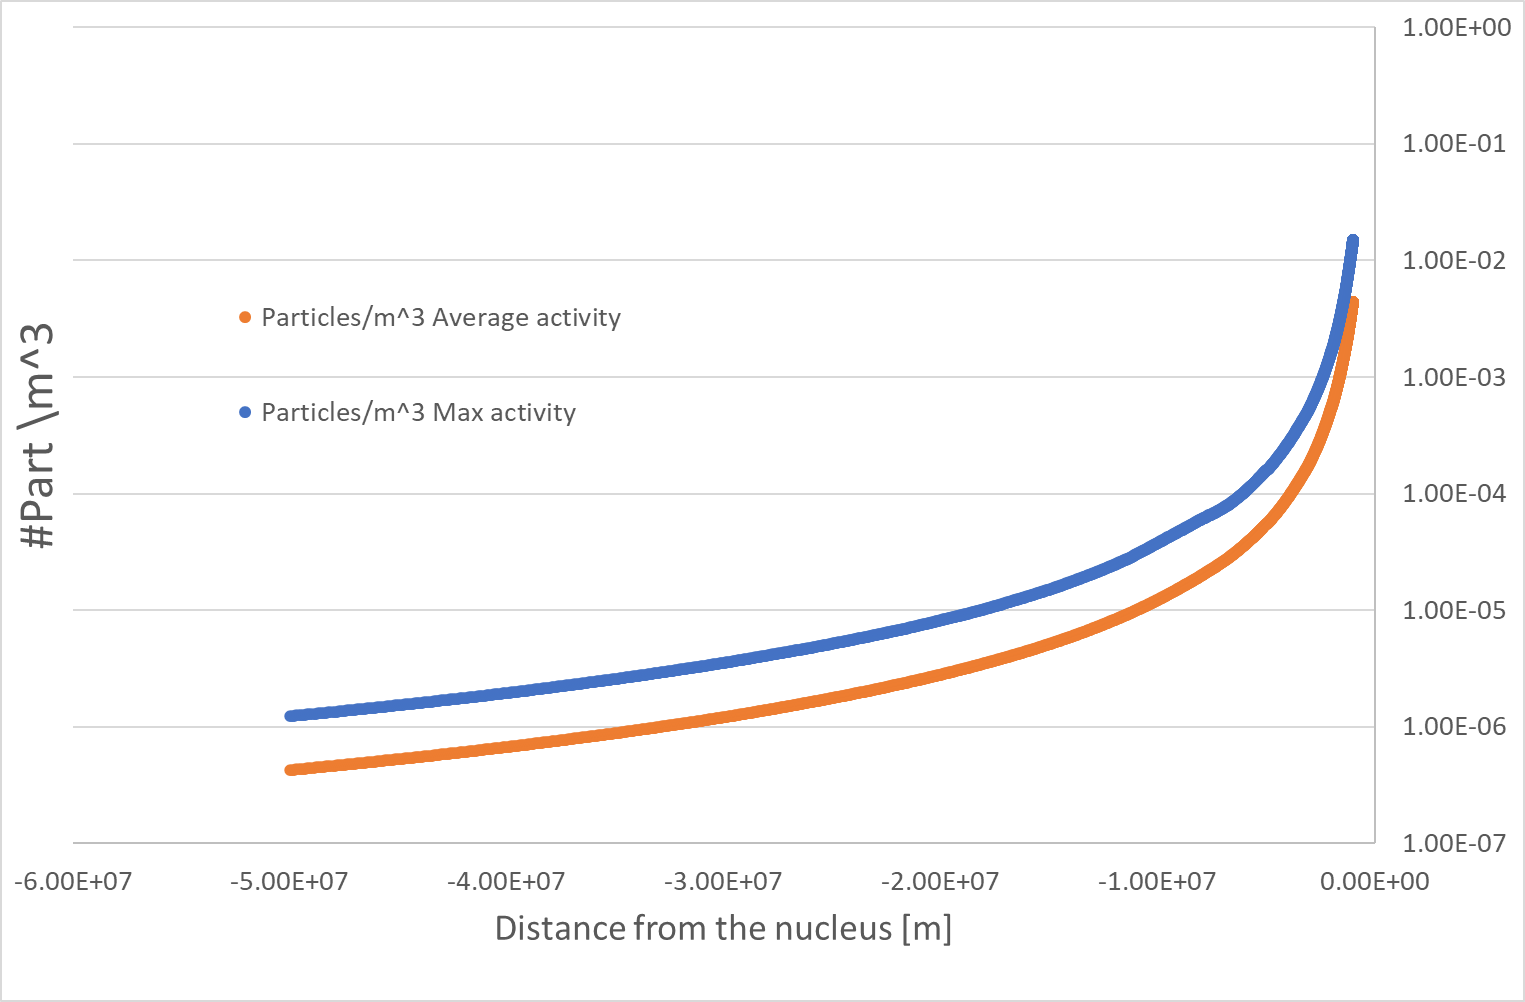 1.00E+00
1.00E-01
1.00E-02
Particles/m^3 Average activity
1.00E-03
Particles/m^3 Max activity
#Part \m^3
1.00E-04
1.00E-05
1.00E-06
1.00E-07
-6.00E+07 -5.00E+07 -4.00E+07 -3.00E+07 -2.00E+07 -1.00E+07 0.00E+00
Distance from the nucleus [m]